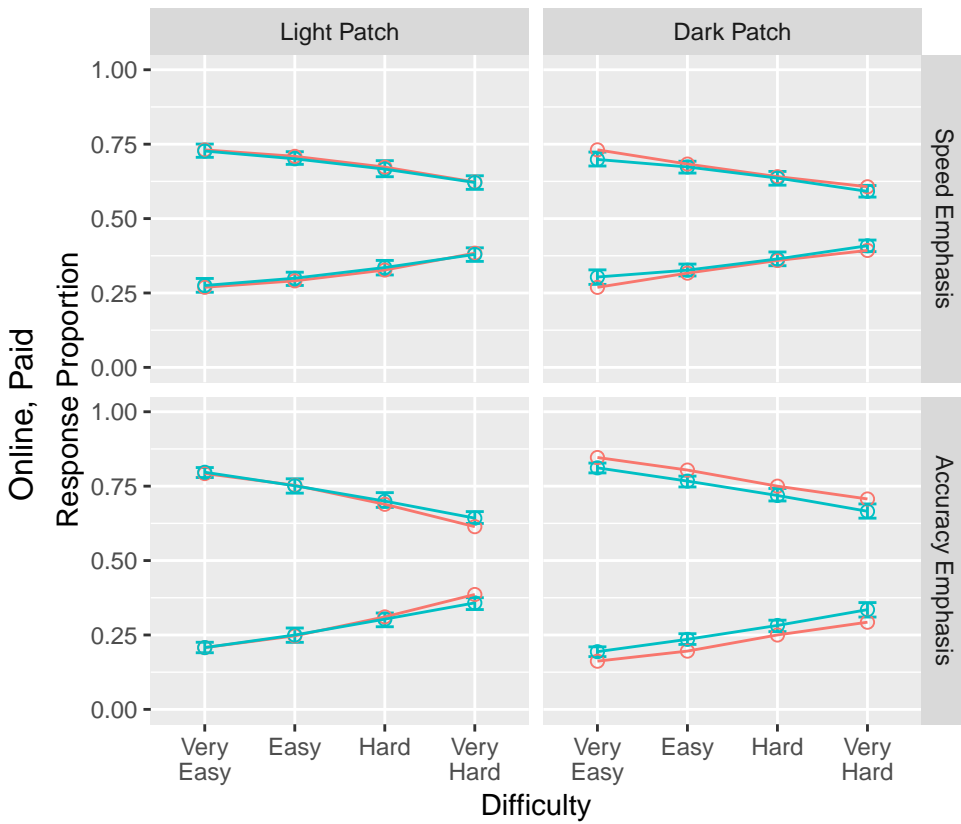 Light Patch
Dark Patch
Online, Paid
Response Proportion
1.00
0.75
0.50
0.25
0.00
Speed Emphasis
1.00
0.75
0.50
0.25
0.00
Accuracy Emphasis
Very
Easy
Easy
Hard
Very
Hard
Very
Easy
Easy
Hard
Very
Hard
Difficulty